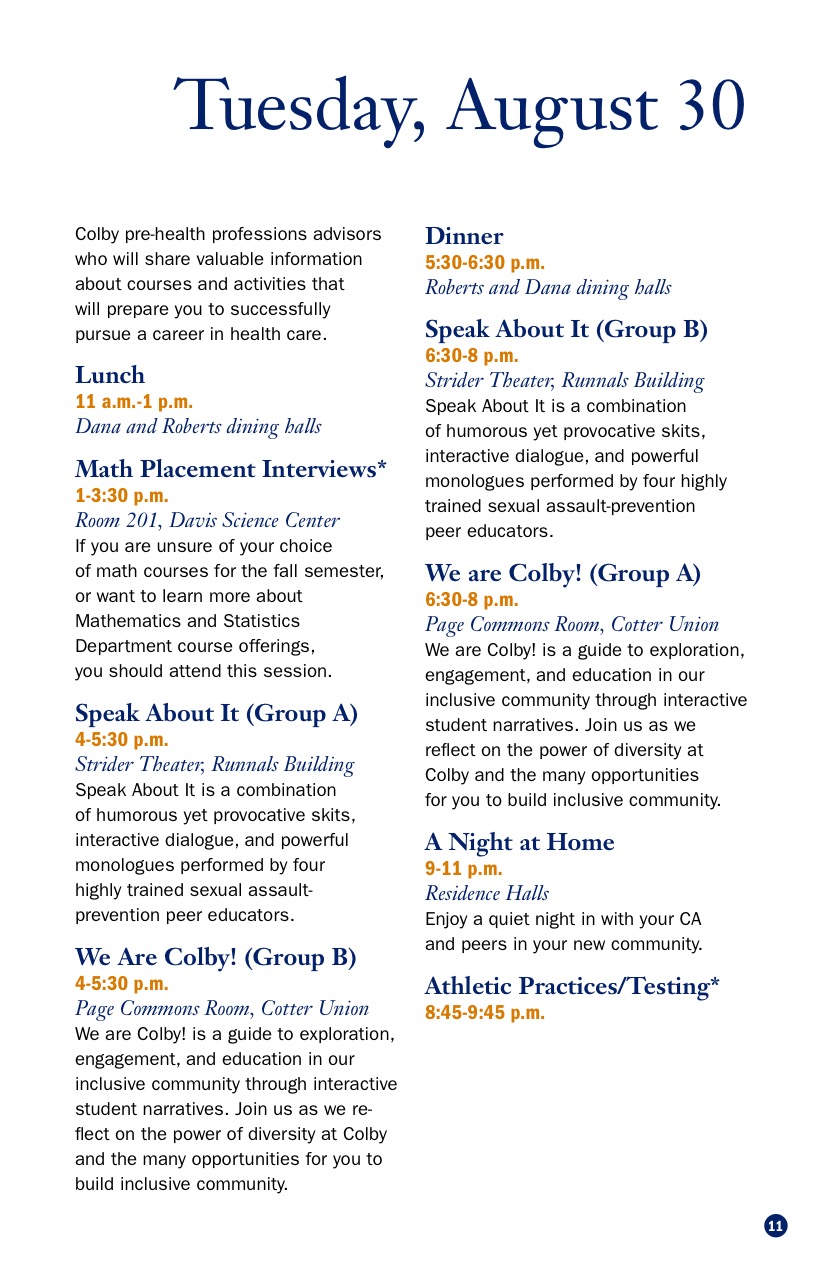 Tuesday, August 30
Colby pre-health professions advisors
who will share valuable information
about courses and activities that
will prepare you to successfully
pursue a career in health care.
Lunch
11 a.m.-1 p.m.
Dana and Roberts dining halls
Math Placement Interviews*
1-3:30 p.m.
Room 201, Davis Science Center
If you are unsure of your choice
of math courses for the fall semester,
or want to learn more about
Mathematics and Statistics
Department course offerings,
you should attend this session.
Speak About It (Group A)
4-5:30 p.m.
Strider Theater, Runnals Building
Speak About It is a combination
of humorous yet provocative skits,
interactive dialogue, and powerful
monologues performed by four
highly trained sexual assault-
prevention peer educators.
We Are Colby! (Group B)
4-5:30 p.m.
Page Commons Room, Cotter Union
We are Colby! is a guide to exploration,
engagement, and education in our
inclusive community through interactive
student narratives. Join us as we re-
flect on the power of diversity at Colby
and the many opportunities for you to
build inclusive community.
Dinner
5:30-6:30 p.m.
Roberts and Dana dining halls
Speak About It (Group B)
6:30-8 p.m.
Strider Theater, Runnals Building
Speak About It is a combination
of humorous yet provocative skits,
interactive dialogue, and powerful
monologues performed by four highly
trained sexual assault-prevention
peer educators.
We are Colby! (Group A)
6:30-8 p.m.
Page Commons Room, Cotter Union
We are Colby! is a guide to exploration,
engagement, and education in our
inclusive community through interactive
student narratives. Join us as we
reflect on the power of diversity at
Colby and the many opportunities
for you to build inclusive community.
A Night at Home
9-11 p.m.
Residence Halls
Enjoy a quiet night in with your CA
and peers in your new community.
Athletic Practices/Testing*
8:45-9:45 p.m.
11